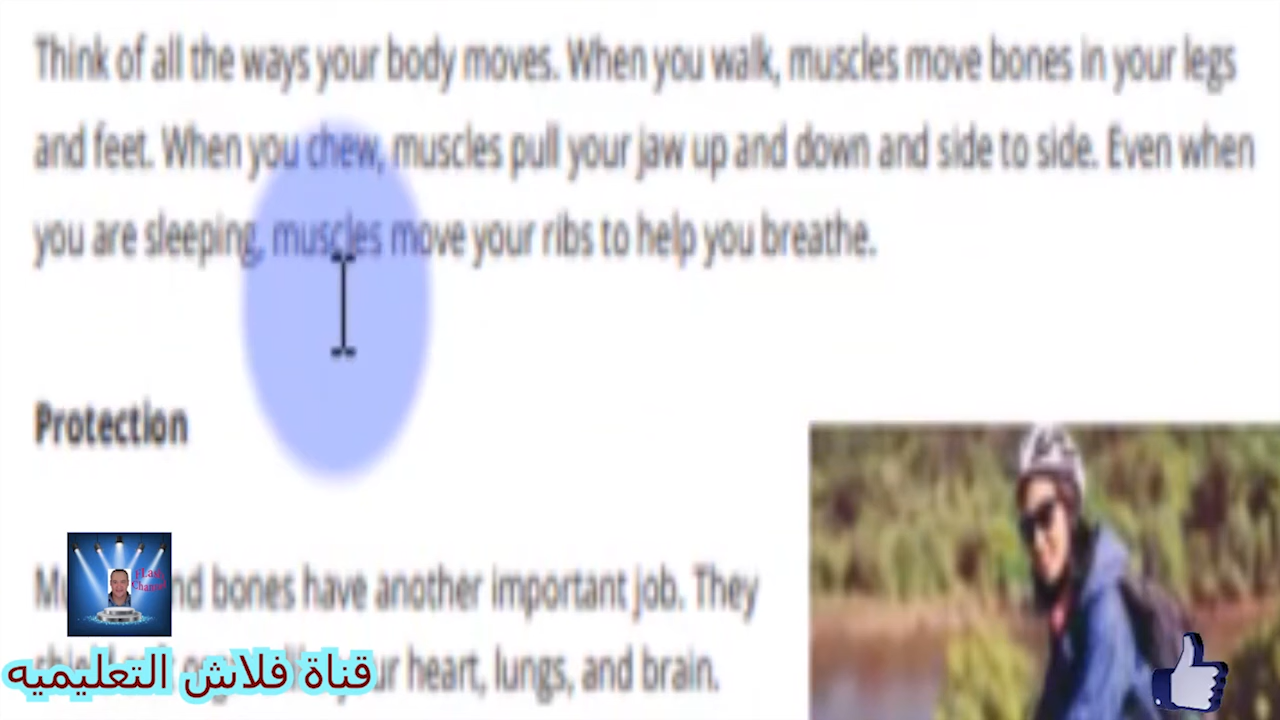 Think of all the ways your body moves. When you walk, muscles move bones in your legs
and feet. When you chew, muscles pull your jaw up and down and side to side. Even when
you are sleeping, muscles move your ribs to help you breathe.
Protection
and bones have another important job. They
heart, lungs, and brain.
Flash
Channel
قناة فلاش التعليميه